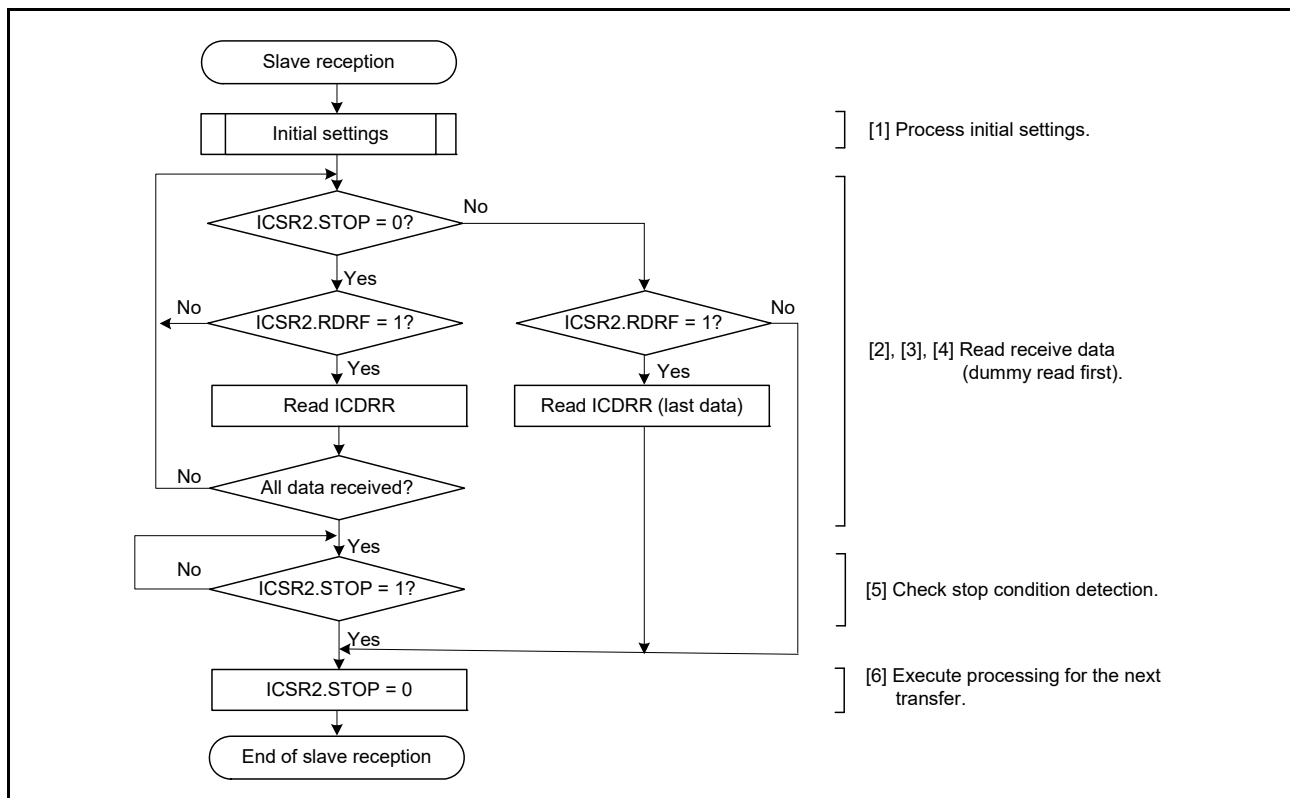 Slave reception
Initial settings
[1] Process initial settings.
ICSR2.STOP = 0?
No
Yes
No
ICSR2.RDRF = 1?
ICSR2.RDRF = 1?
No
[2], [3], [4] Read receive data
(dummy read first).
Yes
Yes
Read ICDRR
Read ICDRR (last data)
No
All data received?
Yes
No
ICSR2.STOP = 1?
[5] Check stop condition detection.
Yes
ICSR2.STOP = 0
[6] Execute processing for the next
transfer.
End of slave reception